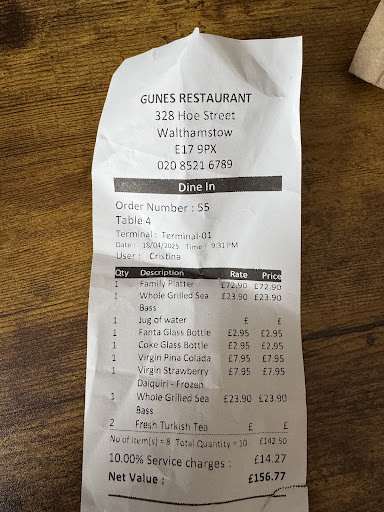 GUNES RESTAURANT
328 Hoe Street
Walthamstow
E17 9PX
020 8521 6789
Dine In
Order Number : 55
Table 4
Terminal : Terminal-01
Date : 15/04/2025 Time : 9:31 PM
User : Cristina
Qty Description Rate Price
1 Family Platter £72.90 £72.90
1 Whole Grilled Sea £23.90 £23.90
Bass
1 Jug of water £ £
1 Fanta Glass Bottle £2.95 £2.95
1 Coke Glass Bottle £2.95 £2.95
1 Virgin Pina Colada £7.95 £7.95
1 Virgin Strawberry £7.95 £7.95
Daiquiri - Frozen
1 Whole Grilled Sea £23.90 £23.90
Bass
2 Fresh Turkish Tea £ £
No of item(s) = 8 Total Quantity = 10 £142.50
10.00% Service charges : £14.27
Net Value : £156.77